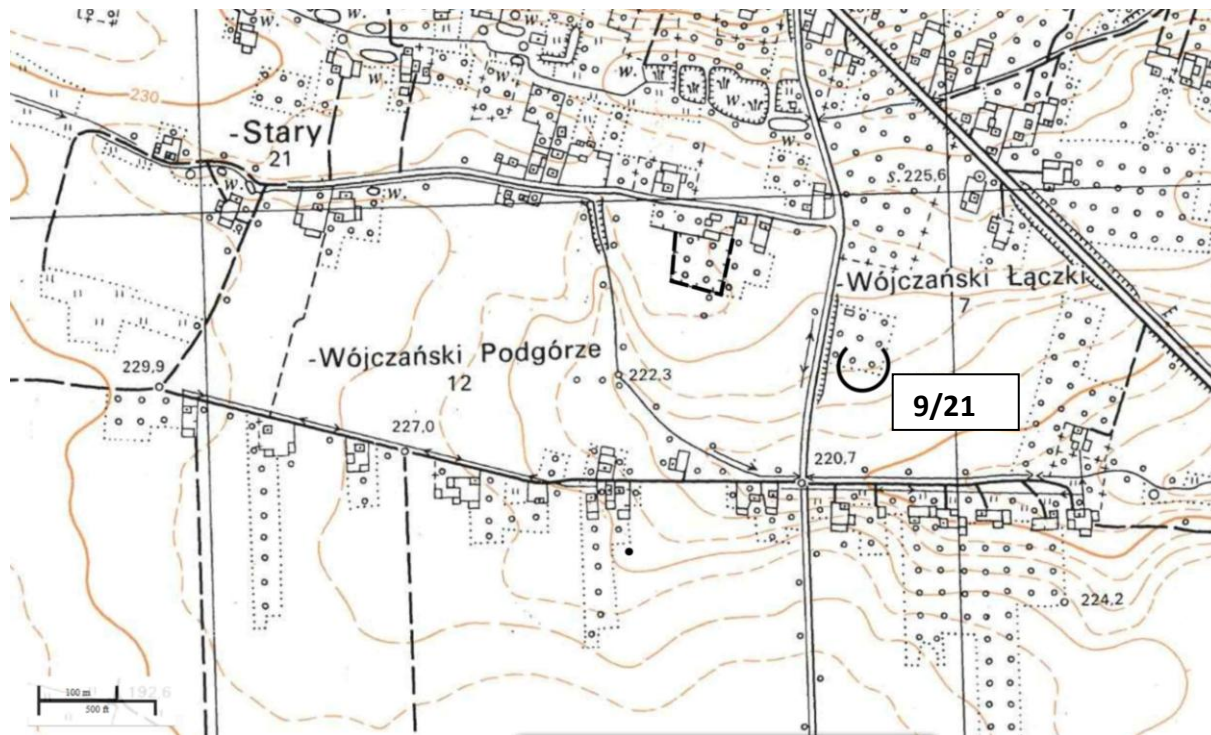 230
-Stary
21
w.
w.
w.
w.
w.
w.
w.
w.
s. 225,6
-Wójczański Łączki
7
-Wójczański Podgórze
12
229,9
222,3
9/21
227,0
220,7
224,2
100 m
192,6
500 ft